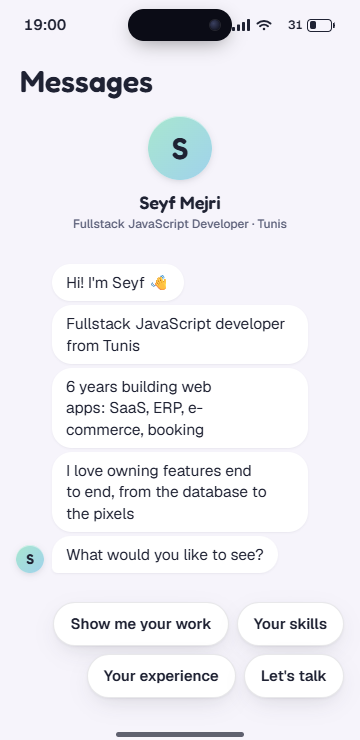 19:00
31
Messages
S
Seyf Mejri
Fullstack JavaScript Developer · Tunis
Hi! I'm Seyf 👋
Fullstack JavaScript developer
from Tunis
6 years building web
apps: SaaS, ERP, e-
commerce, booking
I love owning features end
to end, from the database to
the pixels
S
What would you like to see?
Show me your work
Your skills
Your experience
Let's talk